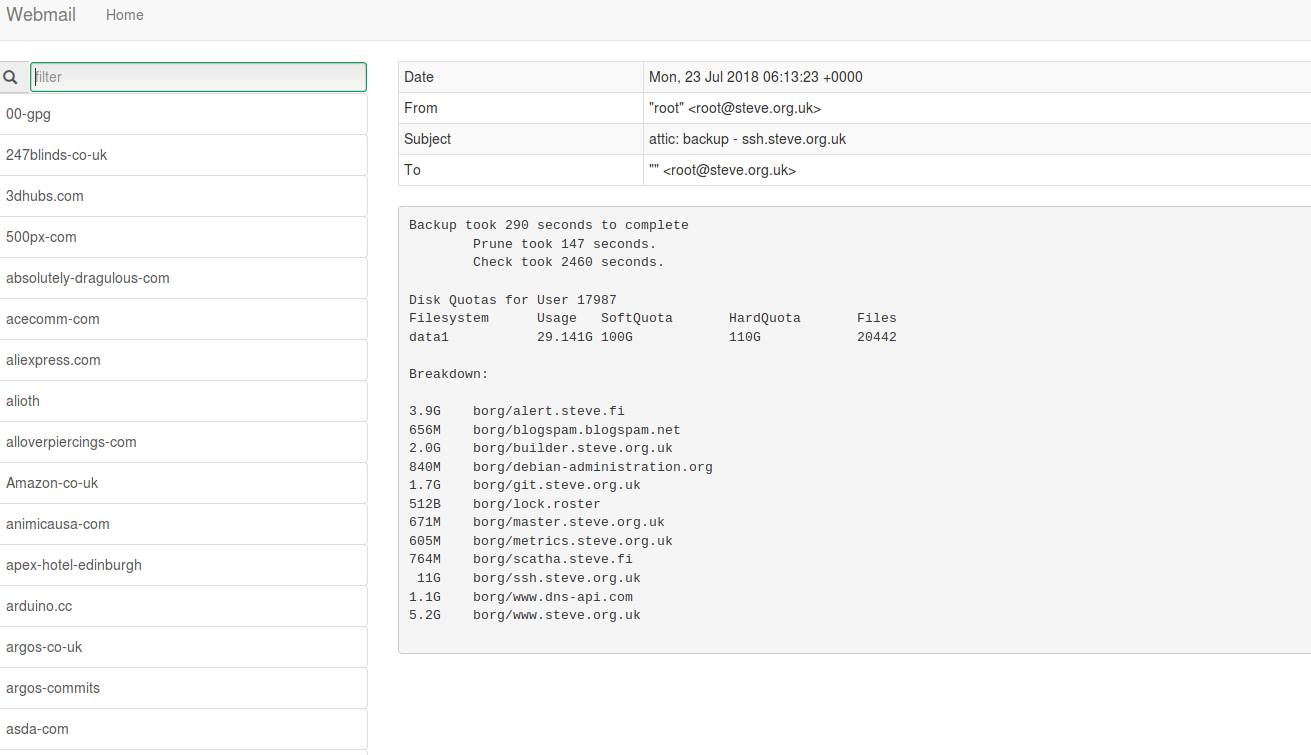 Webmail Home
filter
00-gpg
247blinds-co-uk
3dhubs.com
500px-com
absolutely-dragulous-com
acecomm-com
aliexpress.com
alioth
alloverpiercings-com
Amazon-co-uk
animicausa-com
apex-hotel-edinburgh
arduino.cc
argos-co-uk
argos-commits
asda-com
Date Mon, 23 Jul 2018 06:13:23 +0000
From "root" <root@steve.org.uk>
Subject attic: backup - ssh.steve.org.uk
To "" <root@steve.org.uk>
Backup took 290 seconds to complete
Prune took 147 seconds.
Check took 2460 seconds.
Disk Quotas for User 17987
Filesystem Usage SoftQuota HardQuota Files
data1 29.141G 100G 110G 20442
Breakdown:
3.9G borg/alert.steve.fi
656M borg/blogspam.blogspam.net
2.0G borg/builder.steve.org.uk
840M borg/debian-administration.org
1.7G borg/git.steve.org.uk
512B borg/lock.roster
671M borg/master.steve.org.uk
605M borg/metrics.steve.org.uk
764M borg/scatha.steve.fi
11G borg/ssh.steve.org.uk
1.1G borg/www.dns-api.com
5.2G borg/www.steve.org.uk